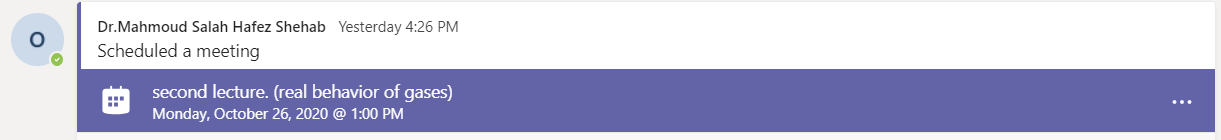 O
Dr.Mahmoud Salah Hafez Shehab Yesterday 4:26 PM
Scheduled a meeting
second lecture. (real behavior of gases)
Monday, October 26, 2020 @ 1:00 PM